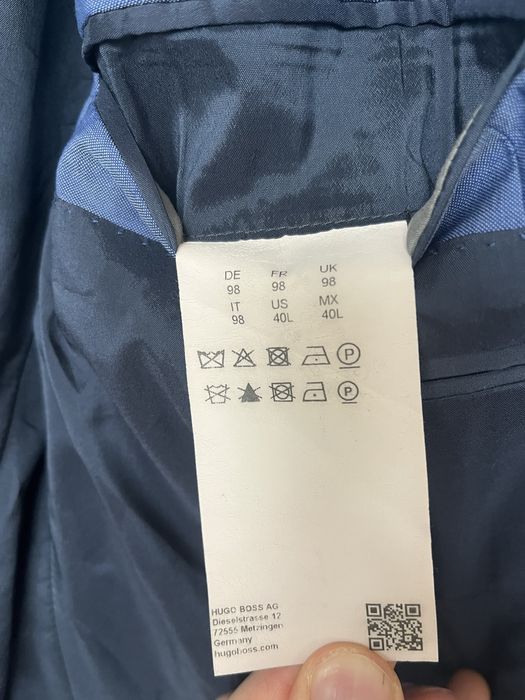 DE FR UK
98 98 98
IT US MX
98 40L 40L
P
P
HUGO BOSS AG
Dieselstrasse 12
72555 Metzingen
Germany
hugoboss.com